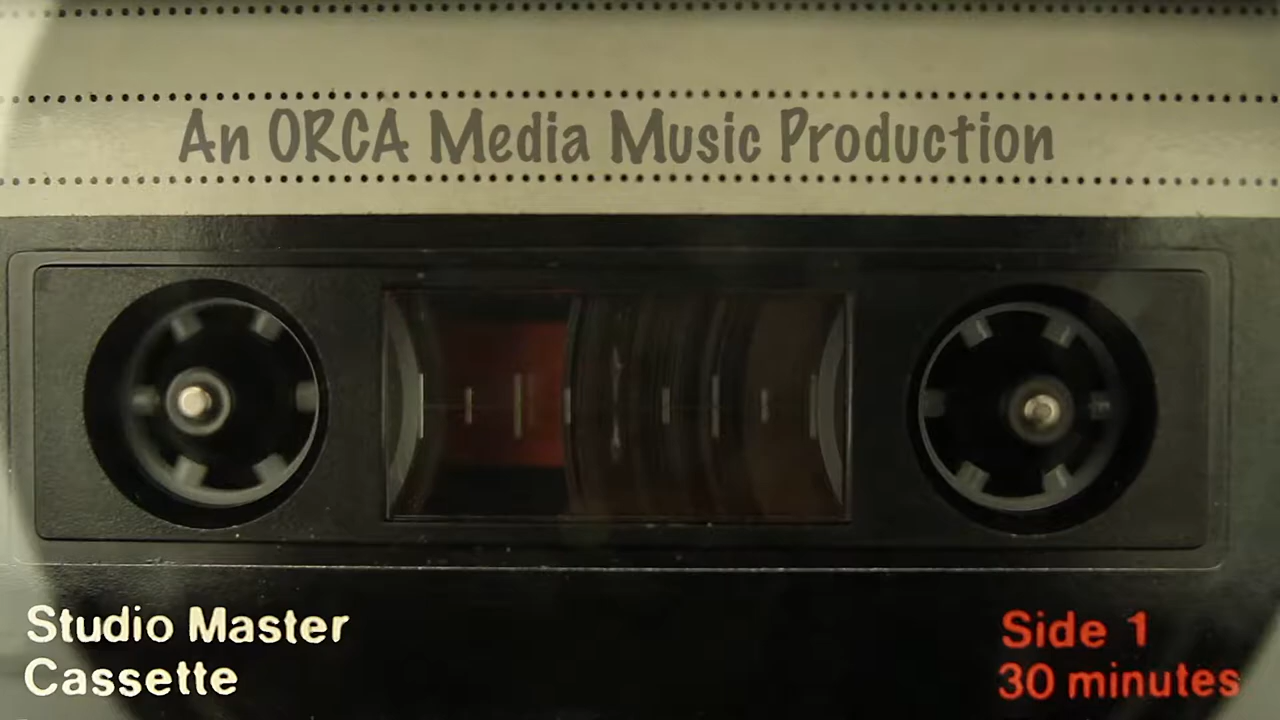 An ORCA Media Music Production
Studio Master
Cassette
Side 1
30 minutes